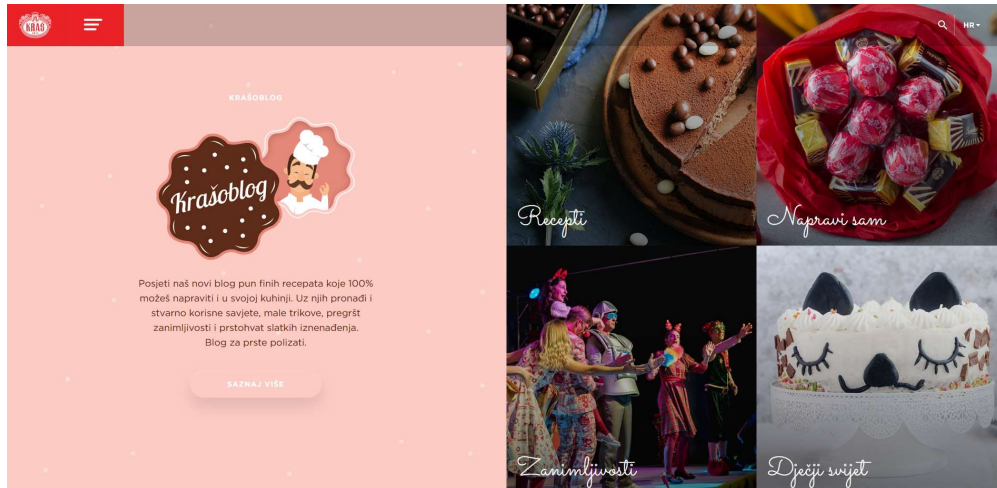 KRAŠ
HR
KRAŠOBLOG
Krašoblog
Posjeti naš novi blog pun finih recepata koje 100%
možeš napraviti i u svojoj kuhinji. Uz njih pronađi i
stvarno korisne savjete, male trikove, pregršt
zanimljivosti i prstohvat slatkih iznenađenja.
Blog za prste polizati.
SAZNAJ VIŠE
Recepti
Napravi sam
Zanimljivosti
Dječji svijet